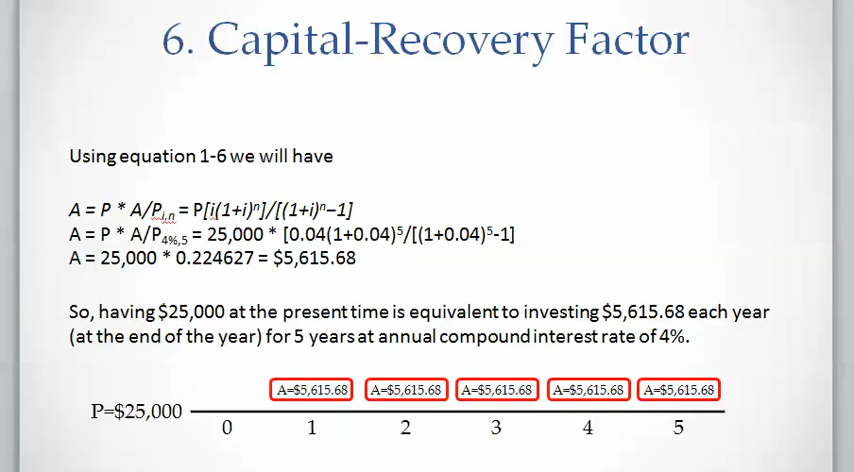 6. Capital-Recovery Factor
Using equation 1-6 we will have
A = P * A/Pi,n = P[i(1+i)ⁿ]/[(1+i)ⁿ–1]
A = P * A/P4%,5 = 25,000 * [0.04(1+0.04)⁵/[(1+0.04)⁵-1]
A = 25,000 * 0.224627 = $5,615.68
So, having $25,000 at the present time is equivalent to investing $5,615.68 each year
(at the end of the year) for 5 years at annual compound interest rate of 4%.
A=$5,615.68 A=$5,615.68 A=$5,615.68 A=$5,615.68 A=$5,615.68
P=$25,000
0 1 2 3 4 5